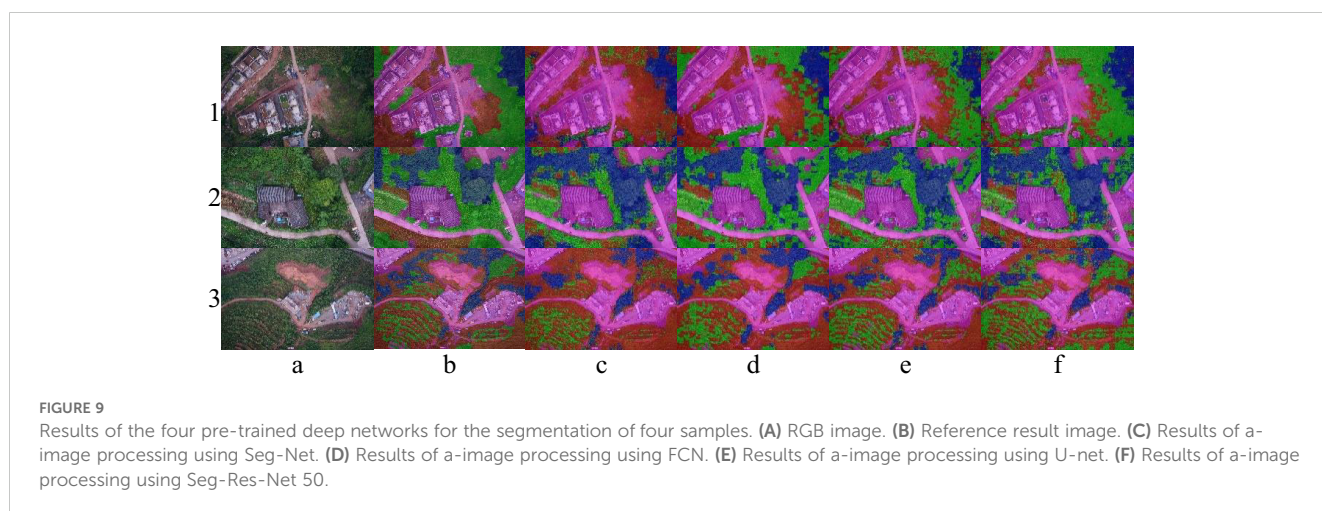 1
2
3
a b c d e f
FIGURE 9
Results of the four pre-trained deep networks for the segmentation of four samples. (A) RGB image. (B) Reference result image. (C) Results of a-
image processing using Seg-Net. (D) Results of a-image processing using FCN. (E) Results of a-image processing using U-net. (F) Results of a-image
processing using Seg-Res-Net 50.